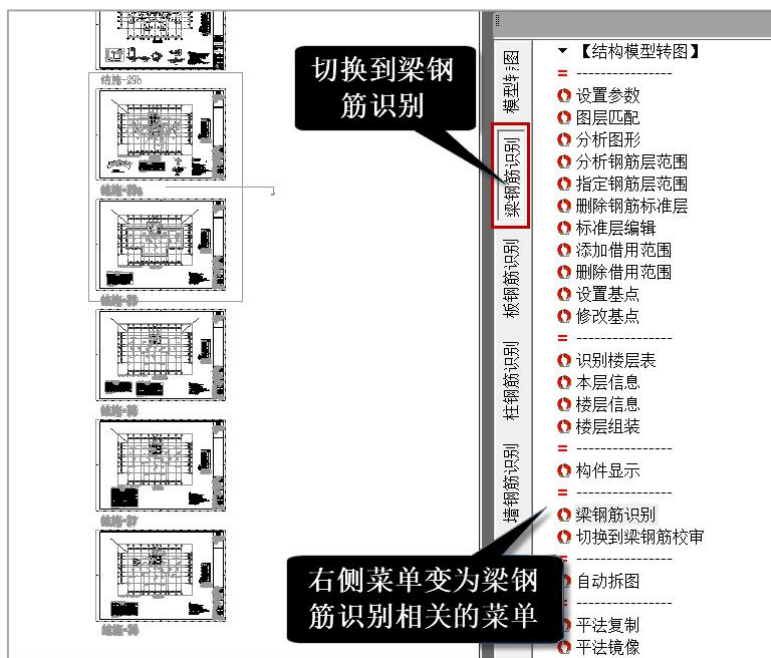 结施-29b
切换到梁钢
筋识别
模型转图
梁钢筋识别
板钢筋识别
柱钢筋识别
墙钢筋识别
【结构模型转图】
----------------
设置参数
图层匹配
分析图形
分析钢筋层范围
指定钢筋层范围
删除钢筋标准层
标准层编辑
添加借用范围
删除借用范围
设置基点
修改基点
----------------
识别楼层表
本层信息
楼层信息
楼层组装
----------------
构件显示
----------------
梁钢筋识别
切换到梁钢筋校审
----------------
自动拆图
----------------
平法复制
平法镜像
右侧菜单变为梁钢
筋识别相关的菜单